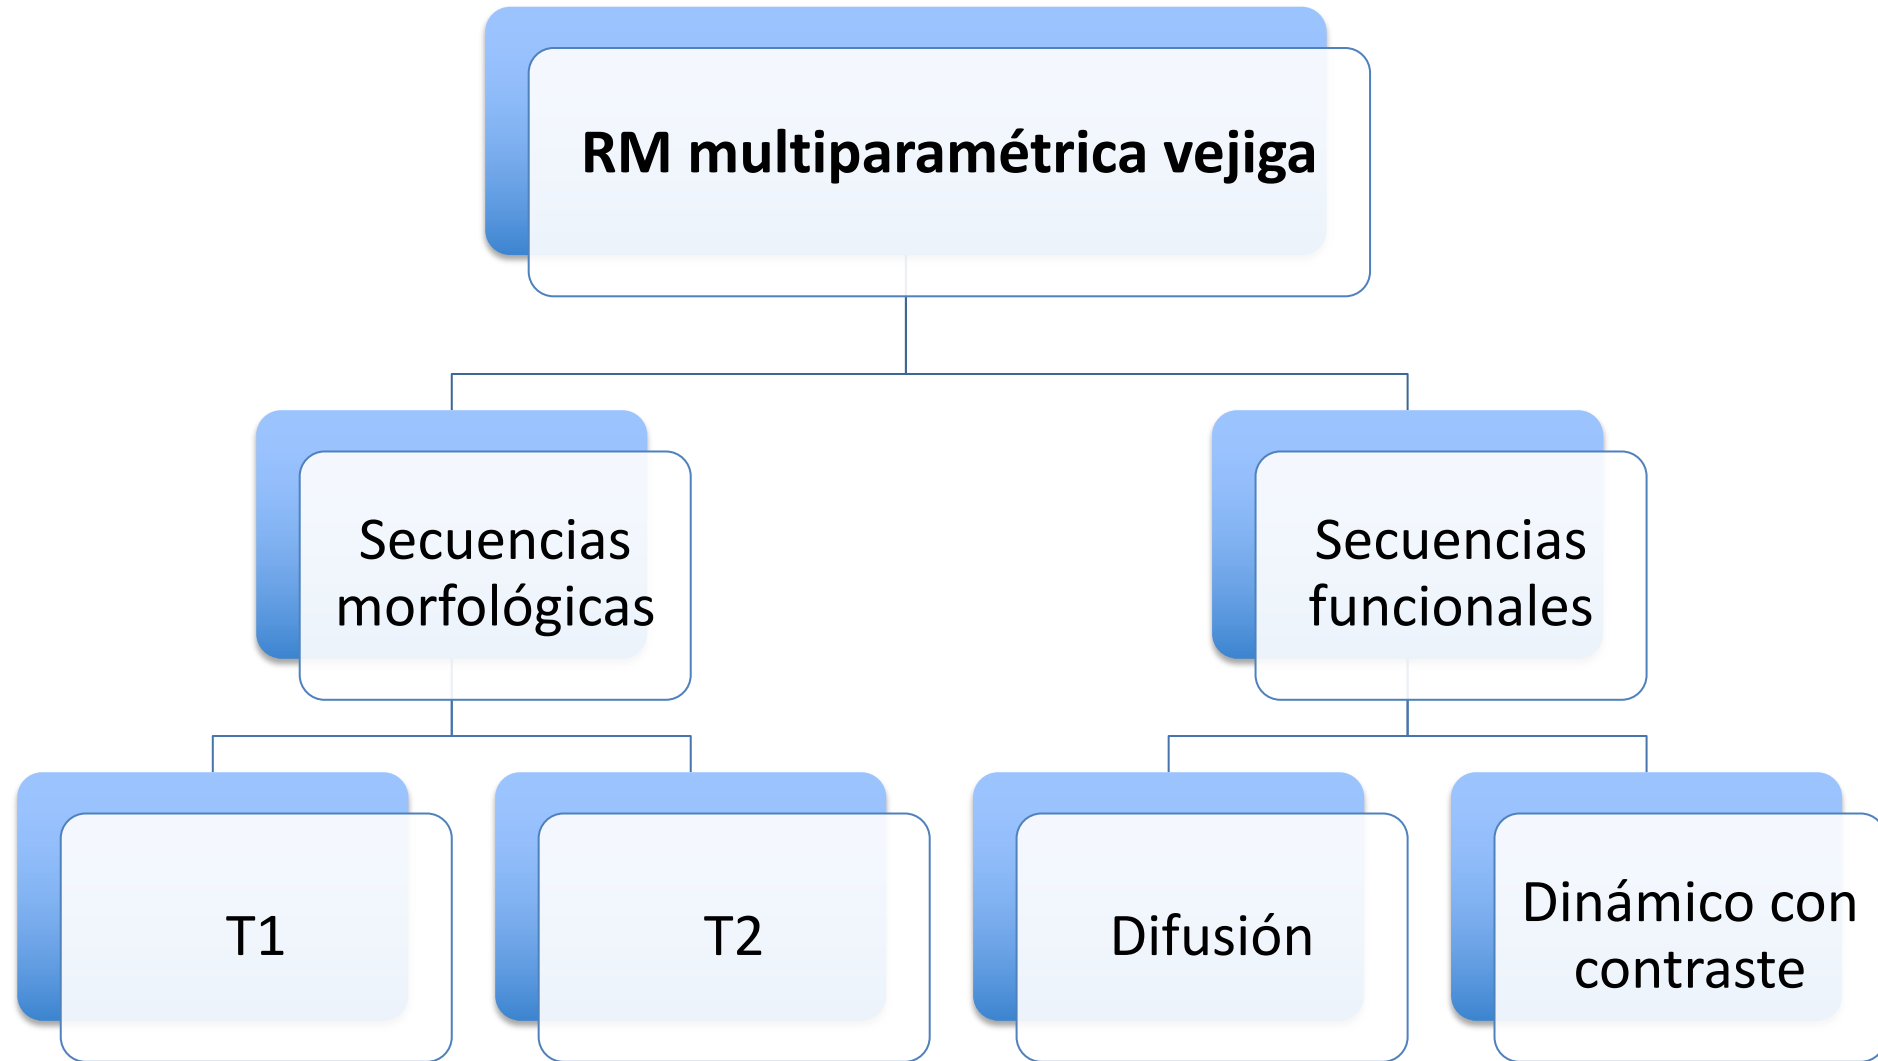 RM multiparamétrica vejiga
Secuencias
morfológicas
Secuencias
funcionales
T1
T2
Difusión
Dinámico con
contraste